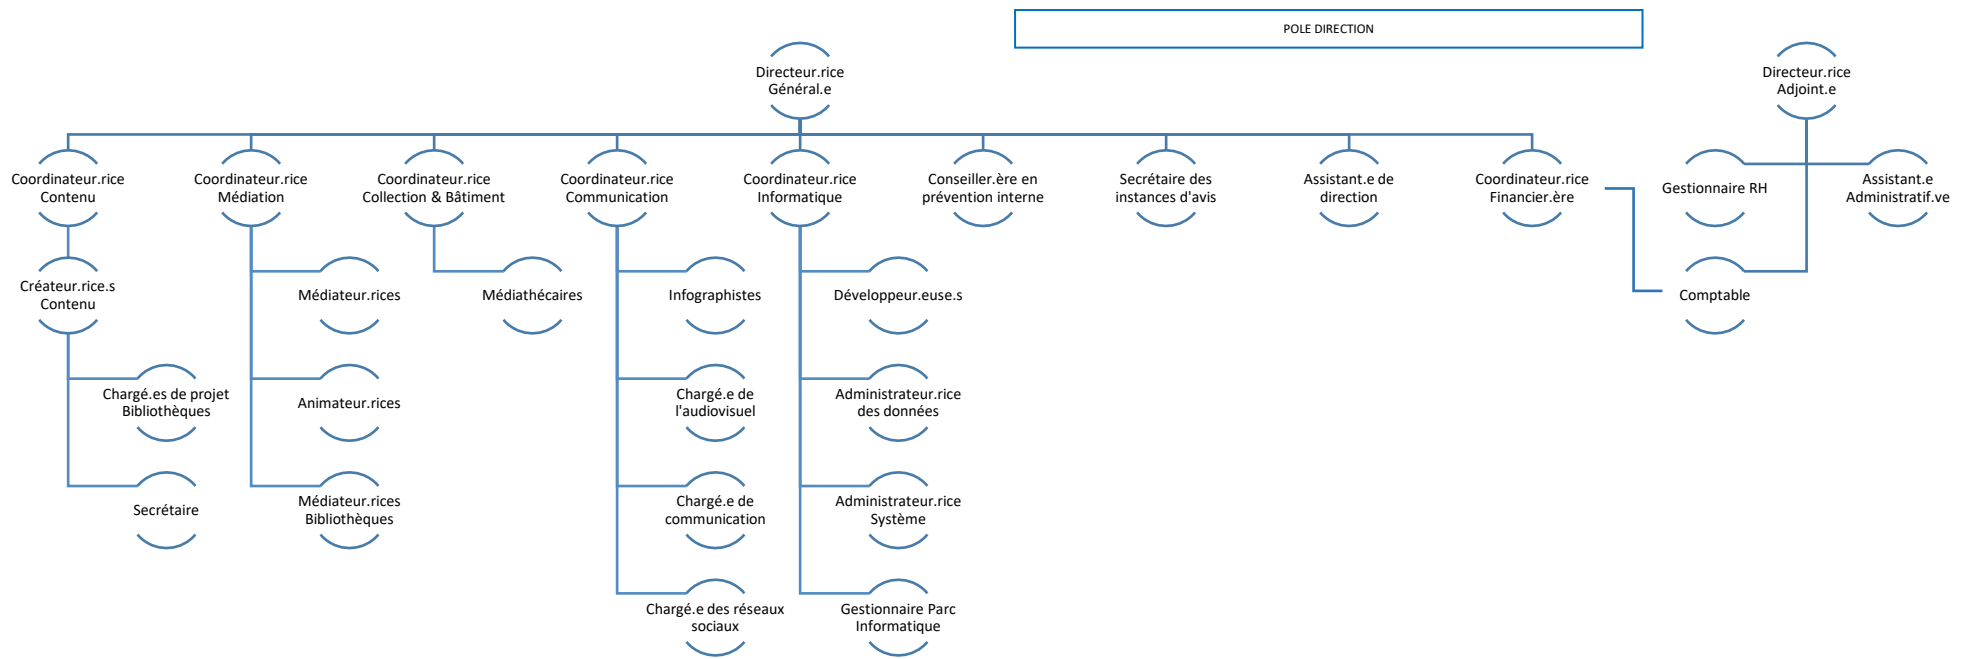 POLE DIRECTION
Directeur.rice
Général.e
Directeur.rice
Adjoint.e
Coordinateur.rice
Contenu
Coordinateur.rice
Médiation
Coordinateur.rice
Collection & Bâtiment
Coordinateur.rice
Communication
Coordinateur.rice
Informatique
Conseiller.ère en
prévention interne
Secrétaire des
instances d'avis
Assistant.e de
direction
Coordinateur.rice
Financier.ère
Gestionnaire RH
Assistant.e
Administratif.ve
Créateur.rice.s
Contenu
Médiateur.rices
Médiathécaires
Infographistes
Développeur.euse.s
Comptable
Chargé.es de projet
Bibliothèques
Animateur.rices
Chargé.e de
l'audiovisuel
Administrateur.rice
des données
Secrétaire
Médiateur.rices
Bibliothèques
Chargé.e de
communication
Administrateur.rice
Système
Chargé.e des réseaux
sociaux
Gestionnaire Parc
Informatique